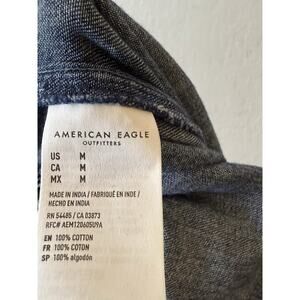 AMERICAN EAGLE
OUTFITTERS
US M
CA M
MX M
MADE IN INDIA / FABRIQUÉ EN INDE /
HECHO EN INDIA
RN 54485 / CA 03873
RFC# AEM120605U9A
EN 100% COTTON
FR 100% COTON
SP 100% algodón